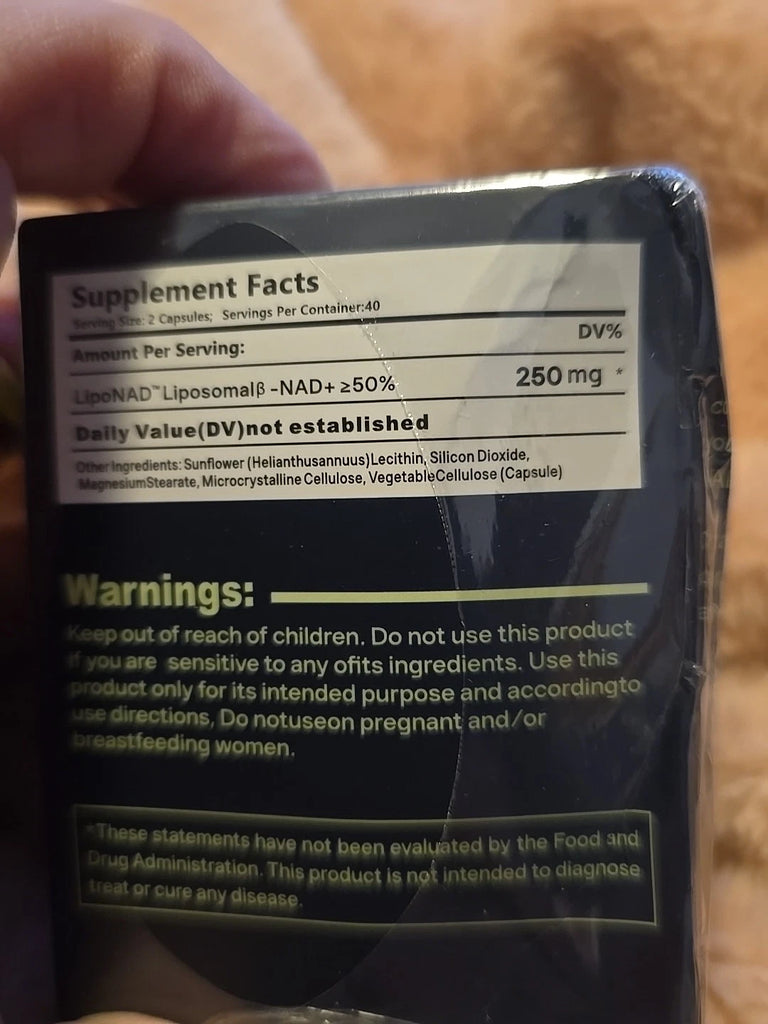 Supplement Facts
Serving Size: 2 Capsules; Servings Per Container:40
DV%
Amount Per Serving:
LipoNAD™Liposomalβ -NAD+ ≥50% 250 mg *
Daily Value(DV)not established
Other Ingredients: Sunflower (Helianthusannuus)Lecithin, Silicon Dioxide,
MagnesiumStearate, Microcrystalline Cellulose, VegetableCellulose (Capsule)
Warnings:
Keep out of reach of children. Do not use this product
if you are sensitive to any ofits ingredients. Use this
product only for its intended purpose and accordingto
use directions, Do notuseon pregnant and/or
breastfeeding women.
*These statements have not been evaluated by the Food and
Drug Administration. This product is not intended to diagnose
treat or cure any disease.